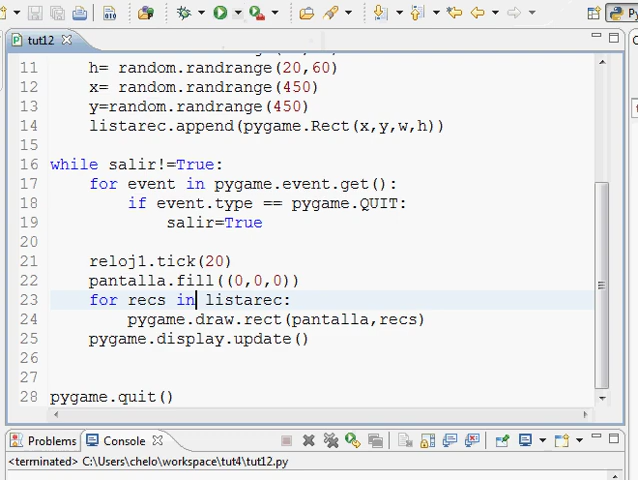 tut12
11 h= random.randrange(20,60)
12 x= random.randrange(450)
13 y=random.randrange(450)
14 listarec.append(pygame.Rect(x,y,w,h))
15
16 while salir!=True:
17 for event in pygame.event.get():
18 if event.type == pygame.QUIT:
19 salir=True
20
21 reloj1.tick(20)
22 pantalla.fill((0,0,0))
23 for recs in listarec:
24 pygame.draw.rect(pantalla,recs)
25 pygame.display.update()
26
27
28 pygame.quit()
Problems Console
<terminated> C:\Users\chelo\workspace\tut4\tut12.py